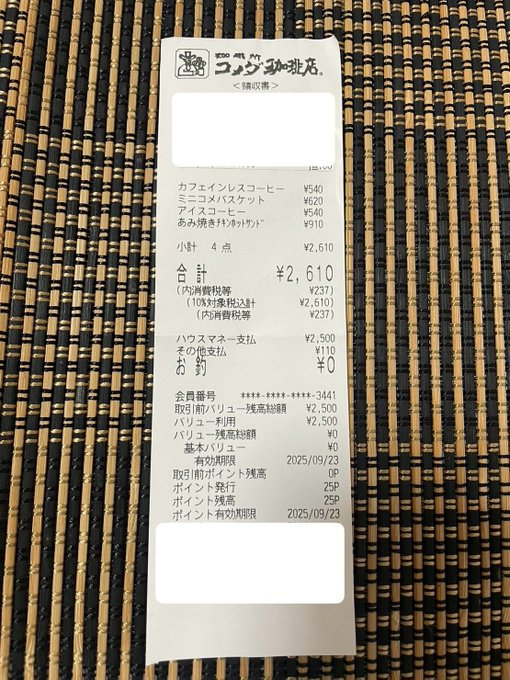 珈琲所
コメダ珈琲店
<領収書>
カフェインレスコーヒー ¥540
ミニコメバスケット ¥620
アイスコーヒー ¥540
あみ焼きチキンホットサンド ¥910
小計 4点 ¥2,610
合計 ¥2,610
(内消費税等 ¥237)
(10%対象税込計 ¥2,610)
(内消費税等 ¥237)
ハウスマネー支払 ¥2,500
その他支払 ¥110
お釣 ¥0
会員番号 ****-****-****-3441
取引前バリュー残高総額 ¥2,500
バリュー利用 ¥2,500
バリュー残高総額 ¥0
基本バリュー ¥0
有効期限 2025/09/23
取引前ポイント残高 0P
ポイント発行 25P
ポイント残高 25P
ポイント有効期限 2025/09/23